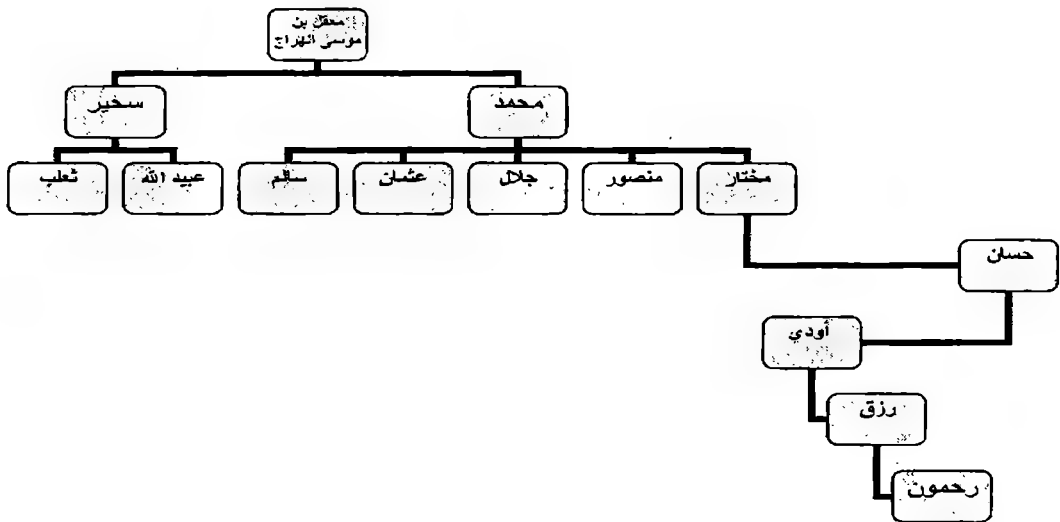 معقل بن
موسى الهراج
محمد
سخير
مختار
منصور
جلال
عثمان
سالم
عبيد الله
ثعلب
حسان
أودي
رزق
رحمون